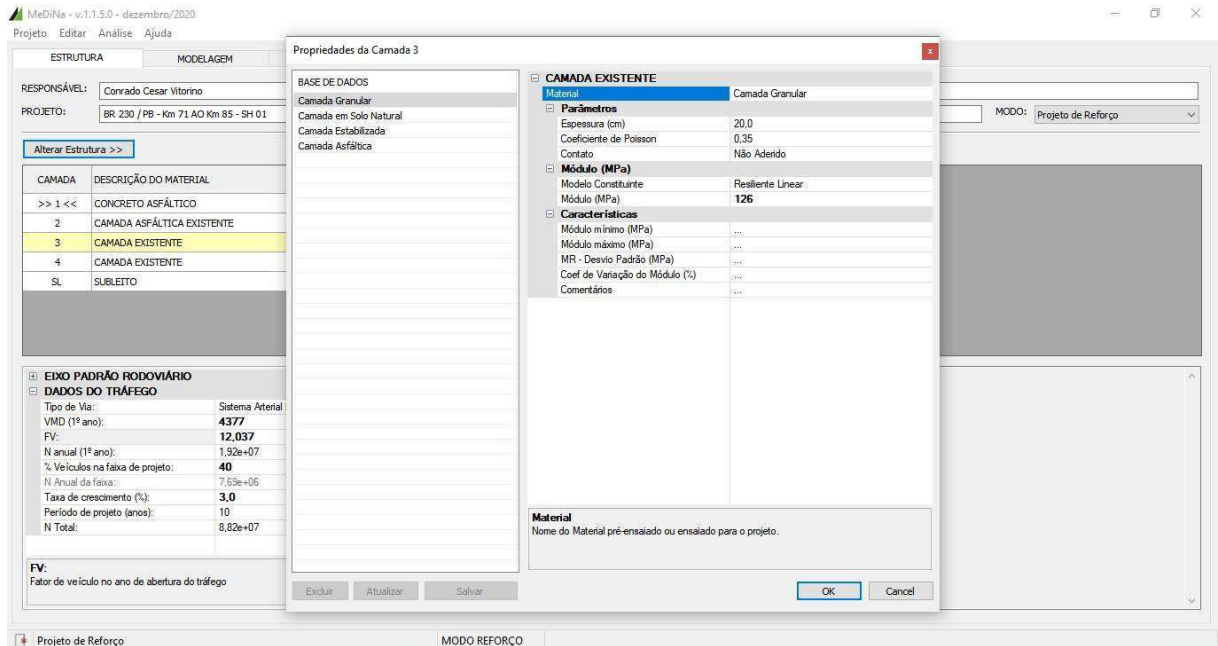 MeDiNa - v.1.1.5.0 - dezembro/2020
Projeto Editar Análise Ajuda
ESTRUTURA MODELAGEM
RESPONSÁVEL: Conrado Cesar Vitorino
PROJETO: BR 230 / PB - Km 71 AO Km 85 - SH 01
MODO: Projeto de Reforço
Alterar Estrutura >>
CAMADA DESCRIÇÃO DO MATERIAL
>> 1 << CONCRETO ASFÁLTICO
2 CAMADA ASFÁLTICA EXISTENTE
3 CAMADA EXISTENTE
4 CAMADA EXISTENTE
SL SUBLEITO
EIXO PADRÃO RODOVIÁRIO
DADOS DO TRÁFEGO
Tipo de Via: Sistema Arterial
VMD (1º ano): 4377
FV: 12,037
N anual (1º ano): 1,92e+07
% Veículos na faixa de projeto: 40
N Anual da faixa: 7,69e+06
Taxa de crescimento (%): 3,0
Período de projeto (anos): 10
N Total: 8,82e+07
FV:
Fator de veículo no ano de abertura do tráfego
Propriedades da Camada 3
x
BASE DE DADOS
Camada Granular
Camada em Solo Natural
Camada Estabilizada
Camada Asfáltica
CAMADA EXISTENTE
Material Camada Granular
Parâmetros
Espessura (cm) 20,0
Coeficiente de Poisson 0,35
Contato Não Aderido
Módulo (MPa)
Modelo Constituinte Resiliente Linear
Módulo (MPa) 126
Características
Módulo mínimo (MPa) ...
Módulo máximo (MPa) ...
MR - Desvio Padrão (MPa) ...
Coef de Variação do Módulo (%) ...
Comentários ...
Material
Nome do Material pré-ensaiado ou ensaiado para o projeto.
Excluir Atualizar Salvar OK Cancel
Projeto de Reforço MODO REFORÇO